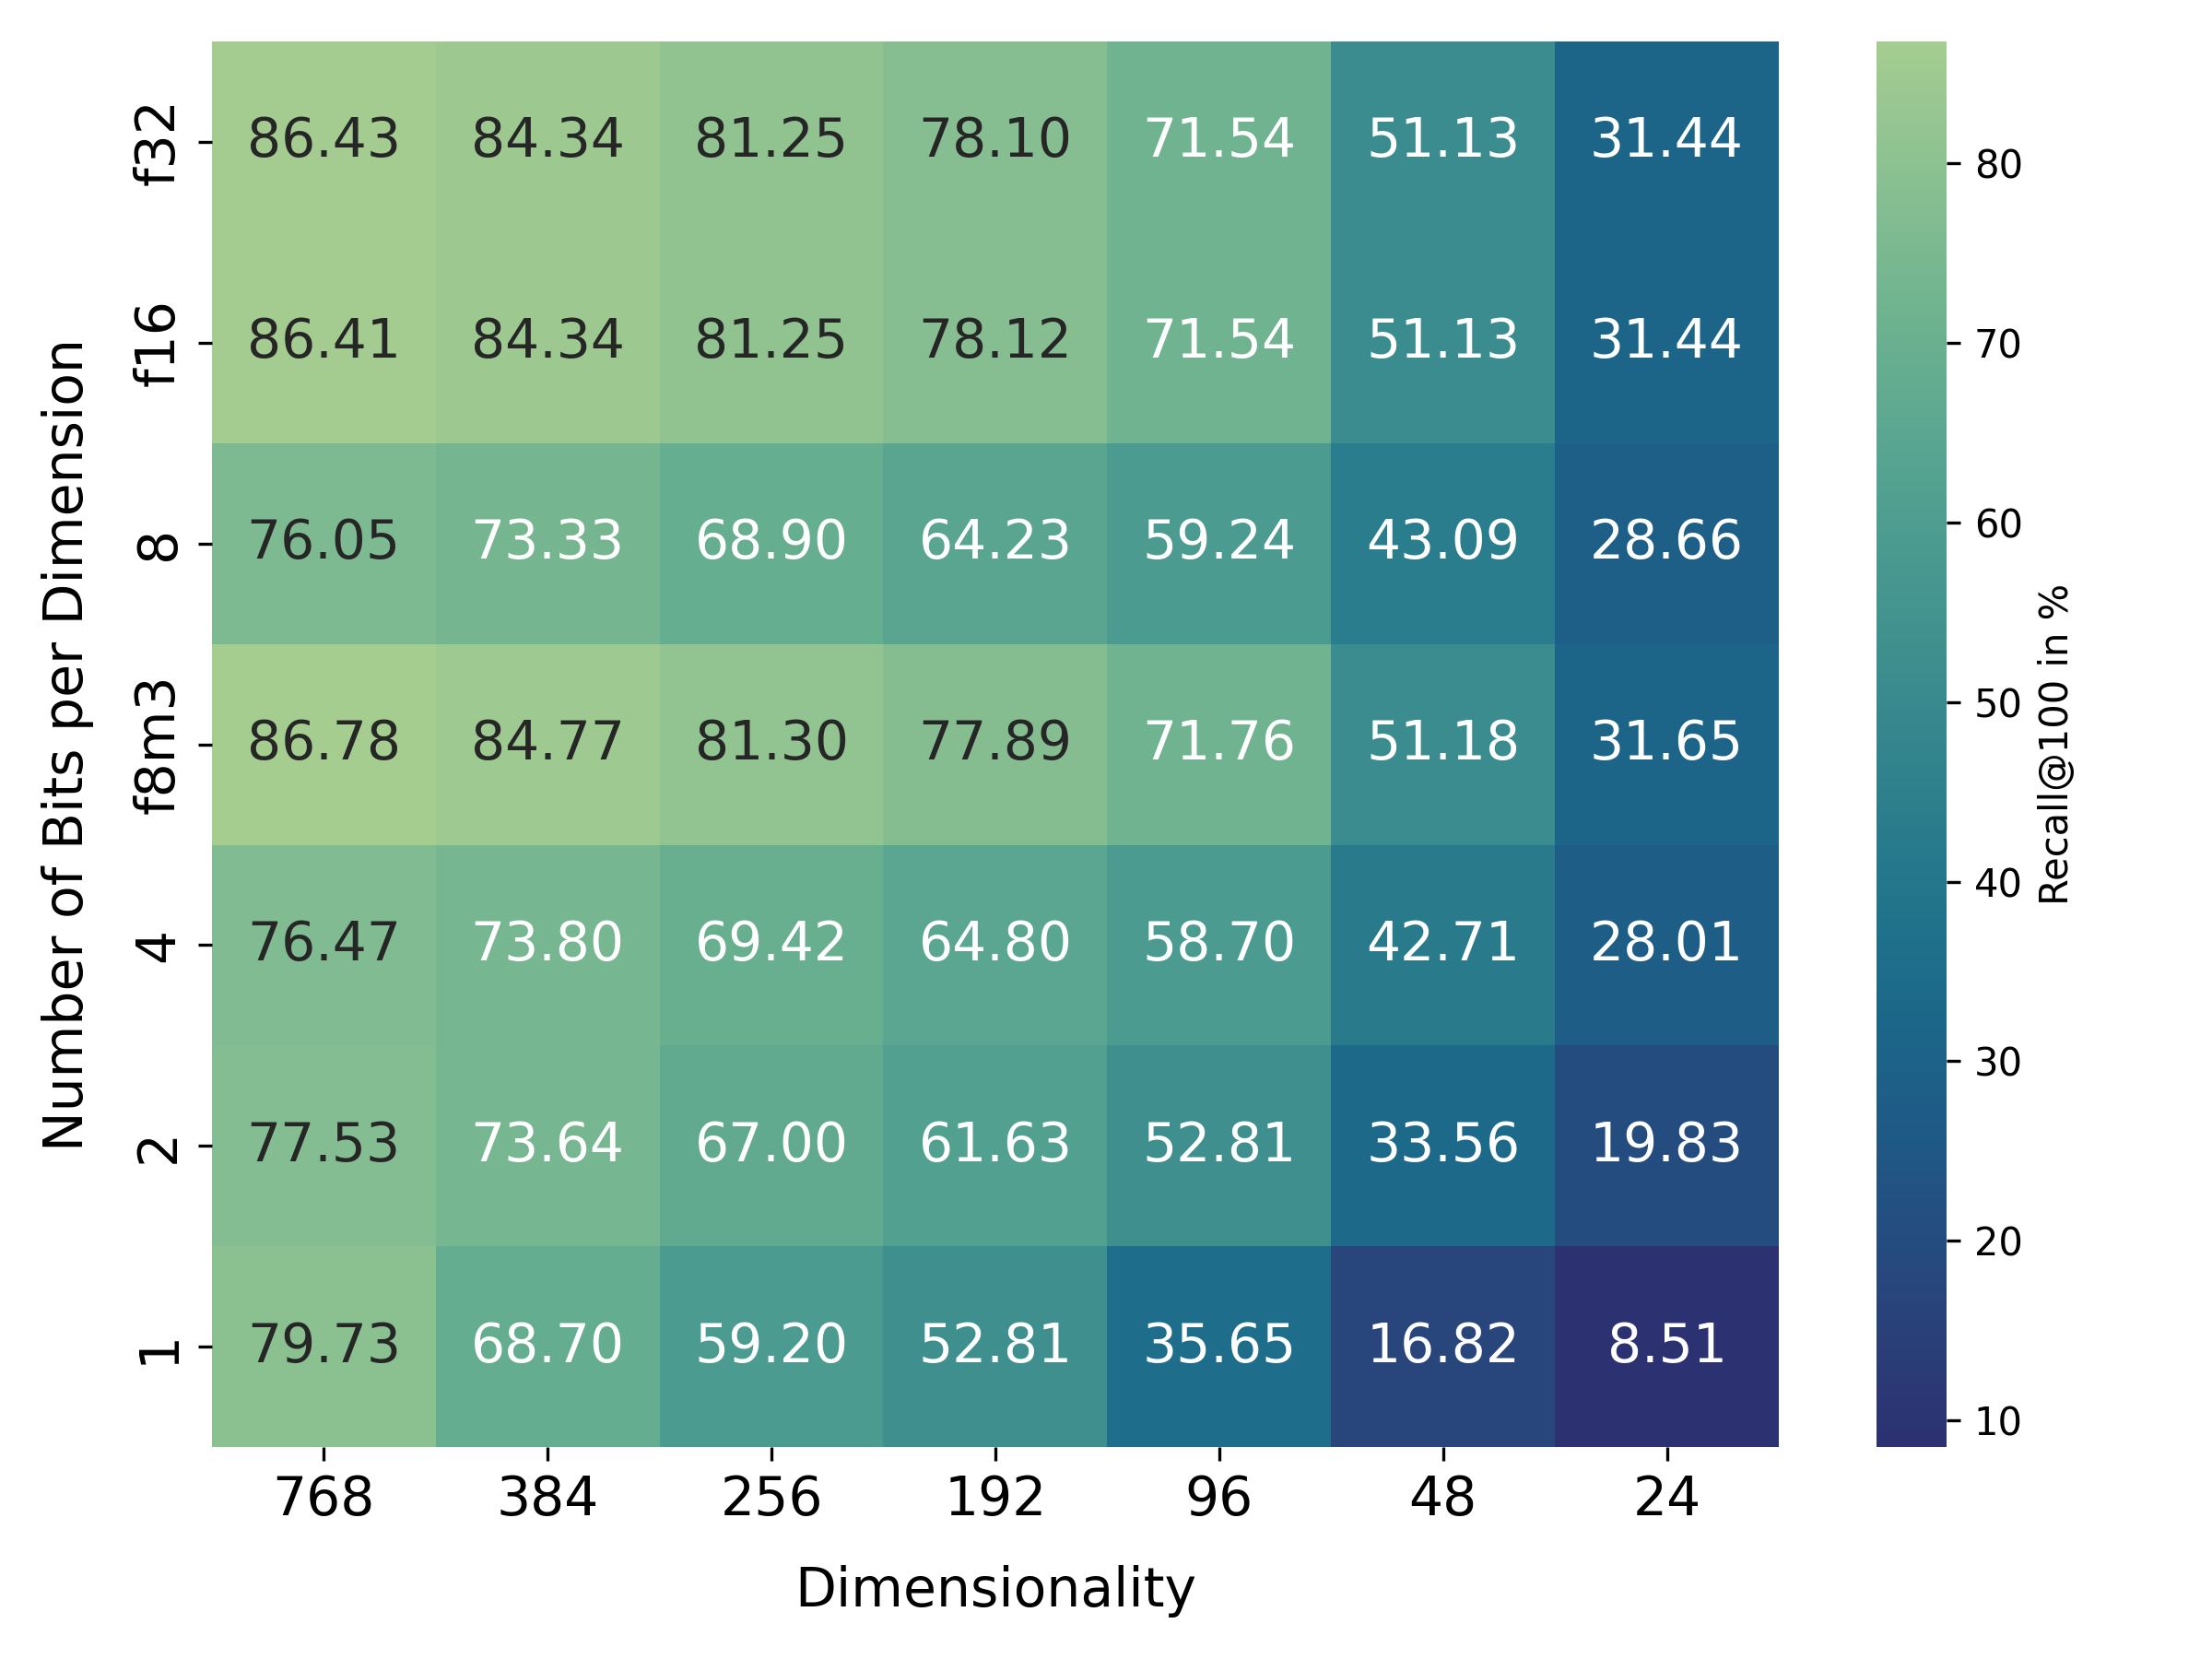 Number of Bits per Dimension
f32 86.43 84.34 81.25 78.10 71.54 51.13 31.44
f16 86.41 84.34 81.25 78.12 71.54 51.13 31.44
8 76.05 73.33 68.90 64.23 59.24 43.09 28.66
f8m3 86.78 84.77 81.30 77.89 71.76 51.18 31.65
4 76.47 73.80 69.42 64.80 58.70 42.71 28.01
2 77.53 73.64 67.00 61.63 52.81 33.56 19.83
1 79.73 68.70 59.20 52.81 35.65 16.82 8.51
768 384 256 192 96 48 24
Dimensionality
80
70
60
50
40
30
20
10
Recall@100 in %